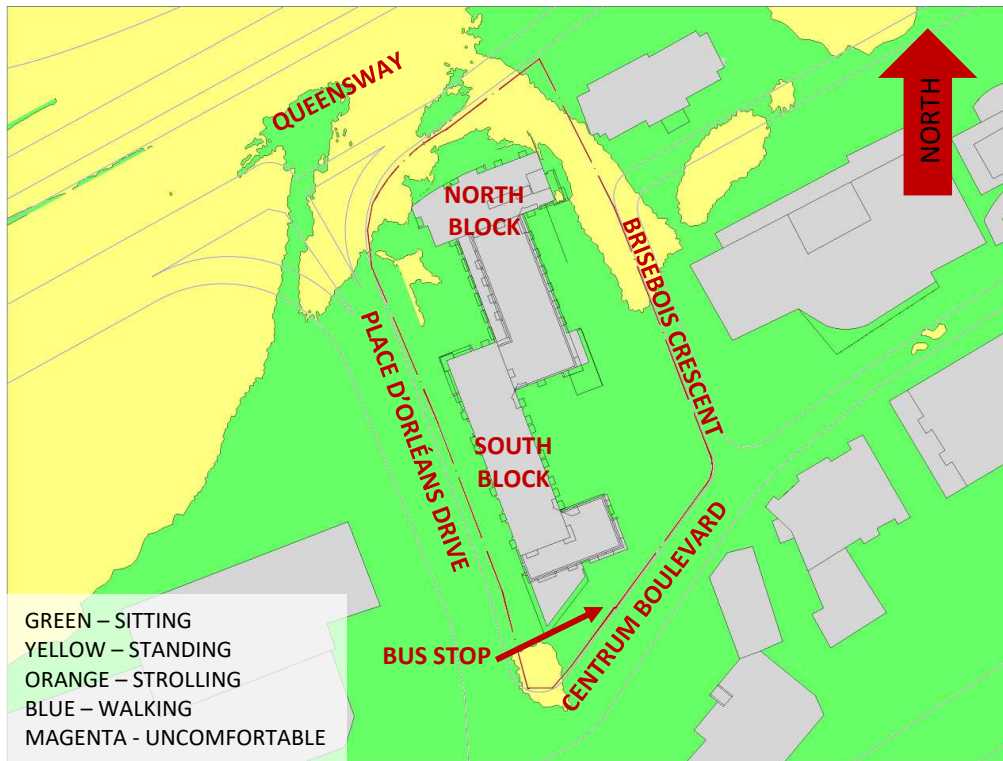 QUEENSWAY
NORTH
NORTH
BLOCK
BRISEBOIS CRESCENT
PLACE D'ORLÉANS DRIVE
SOUTH
BLOCK
CENTRUM BOULEVARD
BUS STOP
GREEN – SITTING
YELLOW – STANDING
ORANGE – STROLLING
BLUE – WALKING
MAGENTA - UNCOMFORTABLE